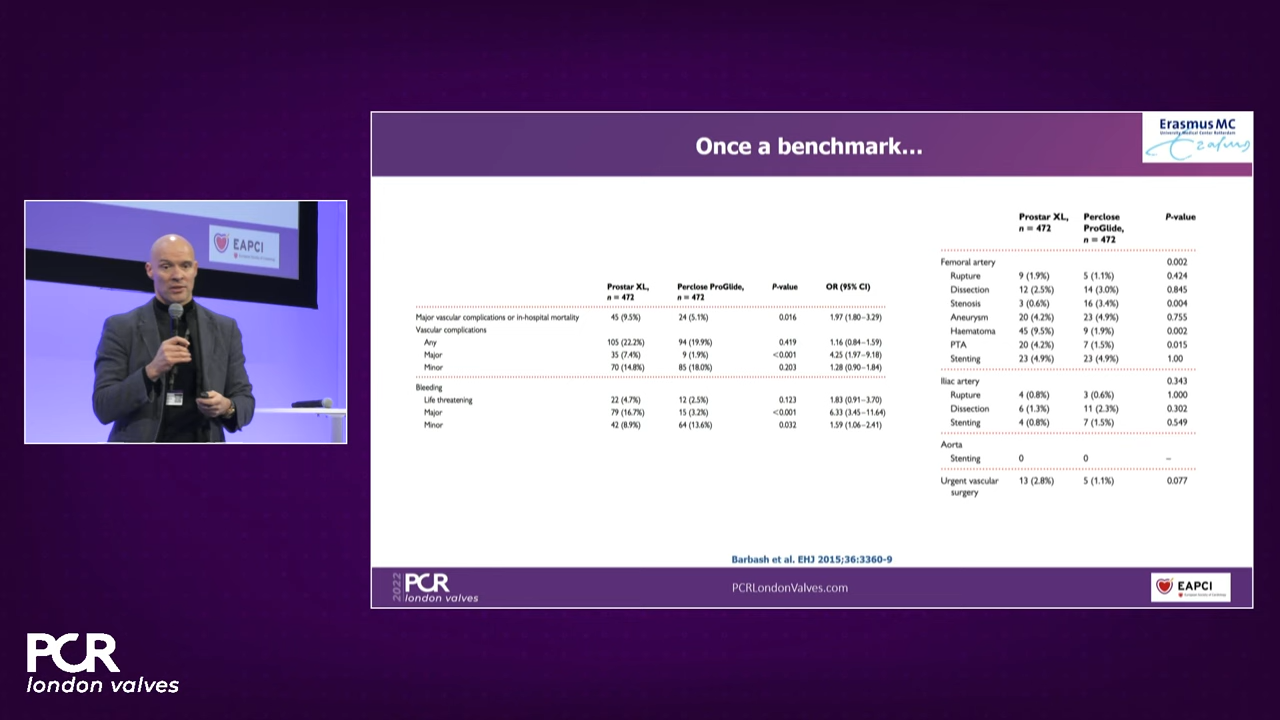 EAPCI
Once a benchmark...
Erasmus MC
University Medical Center Rotterdam
Erasmus
Prostar XL, n = 472 Perclose ProGlide, n = 472 P-value OR (95% CI)
Major vascular complications or in-hospital mortality 45 (9.5%) 24 (5.1%) 0.016 1.97 (1.80–3.29)
Vascular complications
Any 105 (22.2%) 94 (19.9%) 0.419 1.16 (0.84–1.59)
Major 35 (7.4%) 9 (1.9%) <0.001 4.25 (1.97–9.18)
Minor 70 (14.8%) 85 (18.0%) 0.203 1.28 (0.90–1.84)
Bleeding
Life threatening 22 (4.7%) 12 (2.5%) 0.123 1.83 (0.91–3.70)
Major 79 (16.7%) 15 (3.2%) <0.001 6.33 (3.45–11.64)
Minor 42 (8.9%) 64 (13.6%) 0.032 1.59 (1.06–2.41)
Prostar XL, n = 472 Perclose ProGlide, n = 472 P-value
Femoral artery 0.002
Rupture 9 (1.9%) 5 (1.1%) 0.424
Dissection 12 (2.5%) 14 (3.0%) 0.845
Stenosis 3 (0.6%) 16 (3.4%) 0.004
Aneurysm 20 (4.2%) 23 (4.9%) 0.755
Haematoma 45 (9.5%) 9 (1.9%) 0.002
PTA 20 (4.2%) 7 (1.5%) 0.015
Stenting 23 (4.9%) 23 (4.9%) 1.00
Iliac artery 0.343
Rupture 4 (0.8%) 3 (0.6%) 1.000
Dissection 6 (1.3%) 11 (2.3%) 0.302
Stenting 4 (0.8%) 7 (1.5%) 0.549
Aorta
Stenting 0 0 –
Urgent vascular surgery 13 (2.8%) 5 (1.1%) 0.077
Barbash et al. EHJ 2015;36:3360-9
2022 PCR
london valves
PCRLondonValves.com
EAPCI
PCR
london valves